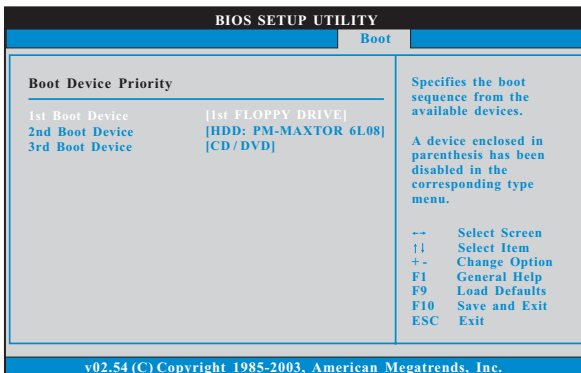 BIOS SETUP UTILITY
Boot
Boot Device Priority
1st Boot Device [1st FLOPPY DRIVE]
2nd Boot Device [HDD: PM-MAXTOR 6L08]
3rd Boot Device [CD/DVD]
Specifies the boot
sequence from the
available devices.
A device enclosed in
parenthesis has been
disabled in the
corresponding type
menu.
←→ Select Screen
↑↓ Select Item
+ - Change Option
F1 General Help
F9 Load Defaults
F10 Save and Exit
ESC Exit
v02.54 (C) Copyright 1985-2003, American Megatrends, Inc.